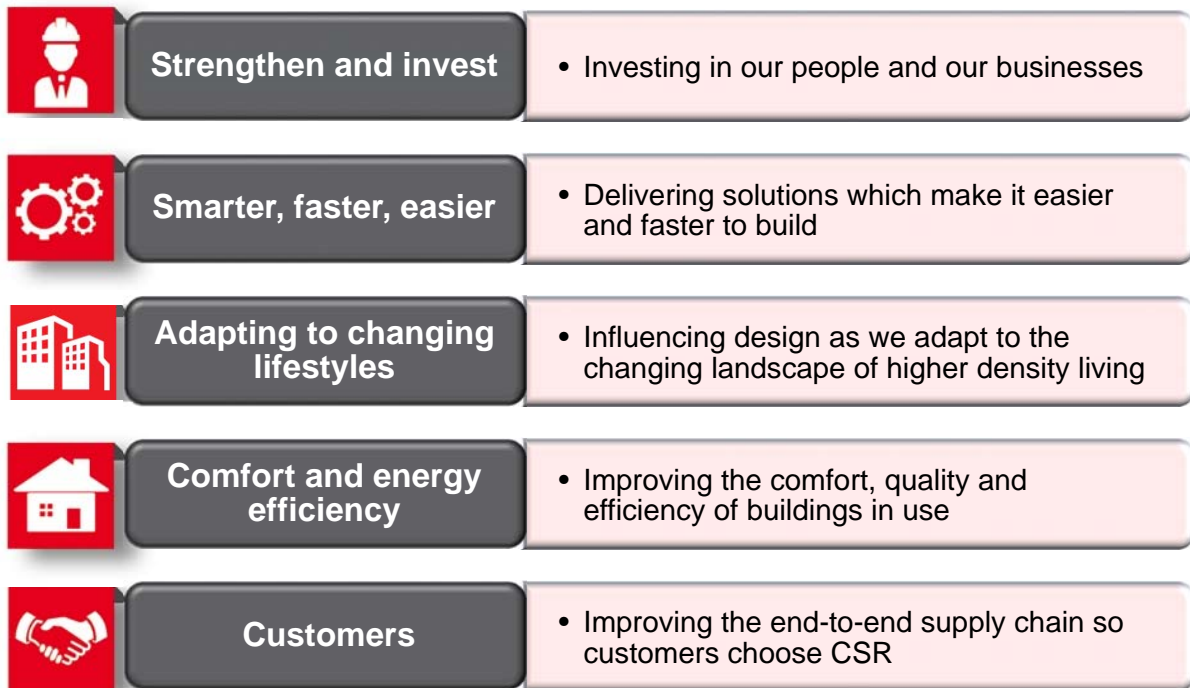 Strengthen and invest
• Investing in our people and our businesses
Smarter, faster, easier
• Delivering solutions which make it easier
and faster to build
Adapting to changing
lifestyles
• Influencing design as we adapt to the
changing landscape of higher density living
Comfort and energy
efficiency
• Improving the comfort, quality and
efficiency of buildings in use
Customers
• Improving the end-to-end supply chain so
customers choose CSR